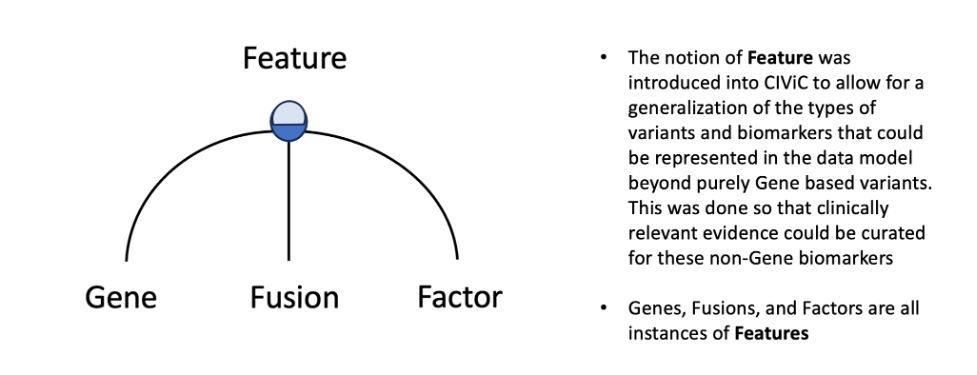 Feature
Gene
Fusion
Factor
• The notion of Feature was
introduced into CIViC to allow for a
generalization of the types of
variants and biomarkers that could
be represented in the data model
beyond purely Gene based variants.
This was done so that clinically
relevant evidence could be curated
for these non-Gene biomarkers
• Genes, Fusions, and Factors are all
instances of Features